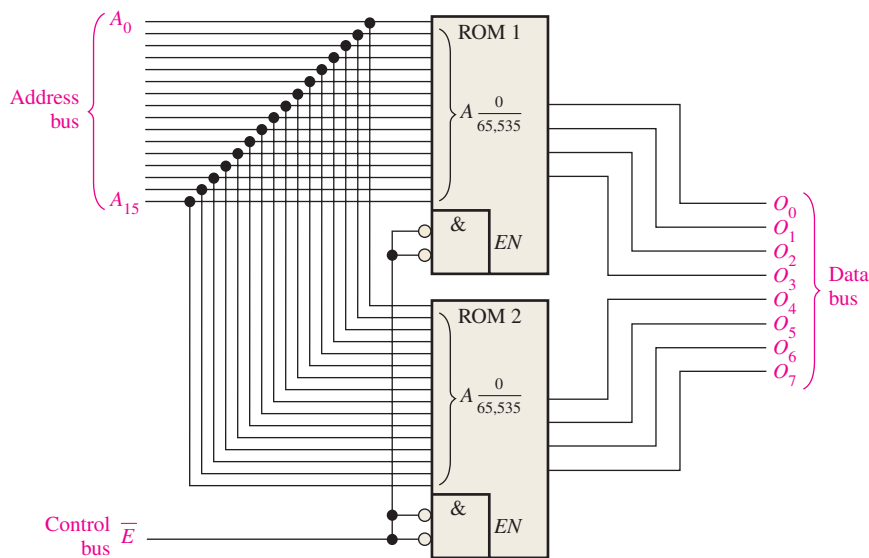 A₀
Address
bus
A₁₅
ROM 1
A 0/65,535
&
EN
ROM 2
A 0/65,535
&
EN
Control
bus E̅
O₀
O₁
O₂
O₃
O₄
O₅
O₆
O₇
Data
bus